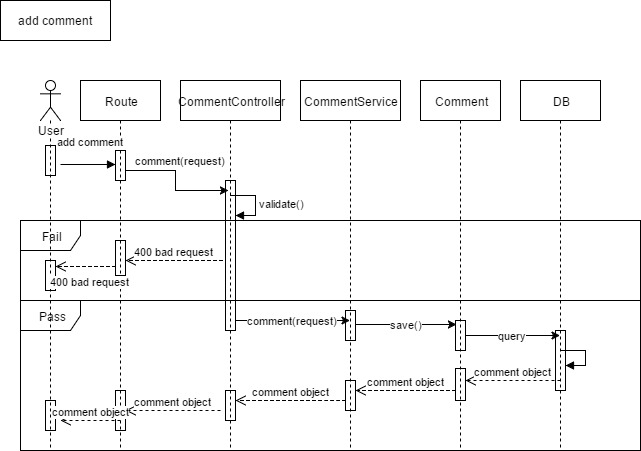 add comment
Route
CommentController
CommentService
Comment
DB
User
add comment
comment(request)
validate()
Fail
400 bad request
400 bad request
Pass
comment(request)
save()
query
comment object
comment object
comment object
comment object
comment object